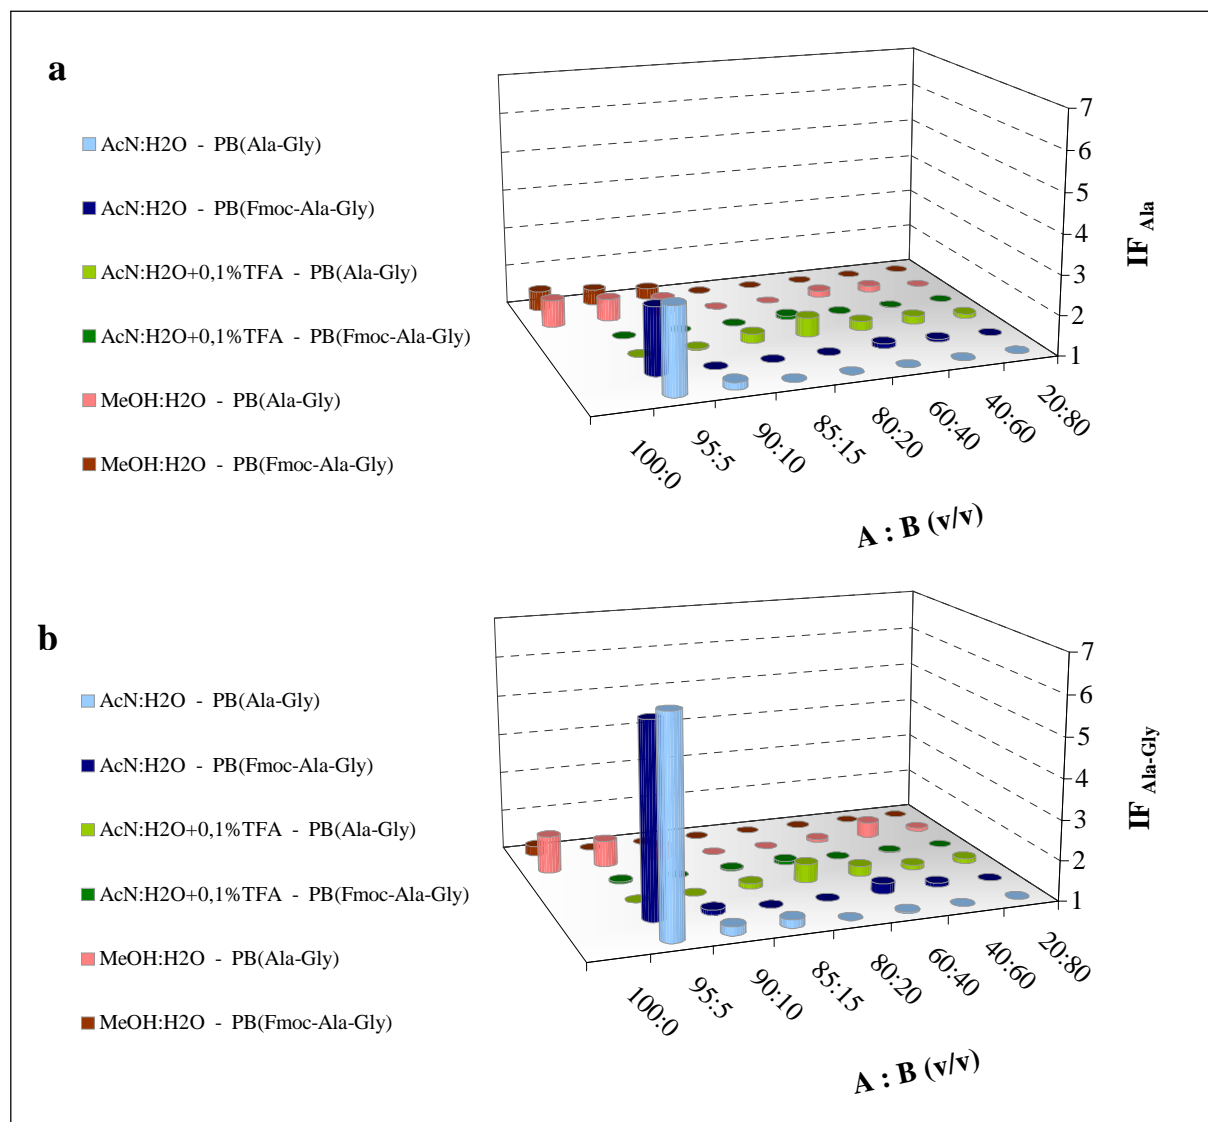 a
AcN:H2O - PB(Ala-Gly)
AcN:H2O - PB(Fmoc-Ala-Gly)
AcN:H2O+0,1%TFA - PB(Ala-Gly)
AcN:H2O+0,1%TFA - PB(Fmoc-Ala-Gly)
MeOH:H2O - PB(Ala-Gly)
MeOH:H2O - PB(Fmoc-Ala-Gly)
7
6
5
4
3
2
1
IF Ala
100:0
95:5
90:10
85:15
80:20
60:40
40:60
20:80
A : B (v/v)
b
AcN:H2O - PB(Ala-Gly)
AcN:H2O - PB(Fmoc-Ala-Gly)
AcN:H2O+0,1%TFA - PB(Ala-Gly)
AcN:H2O+0,1%TFA - PB(Fmoc-Ala-Gly)
MeOH:H2O - PB(Ala-Gly)
MeOH:H2O - PB(Fmoc-Ala-Gly)
7
6
5
4
3
2
1
IF Ala-Gly
100:0
95:5
90:10
85:15
80:20
60:40
40:60
20:80
A : B (v/v)